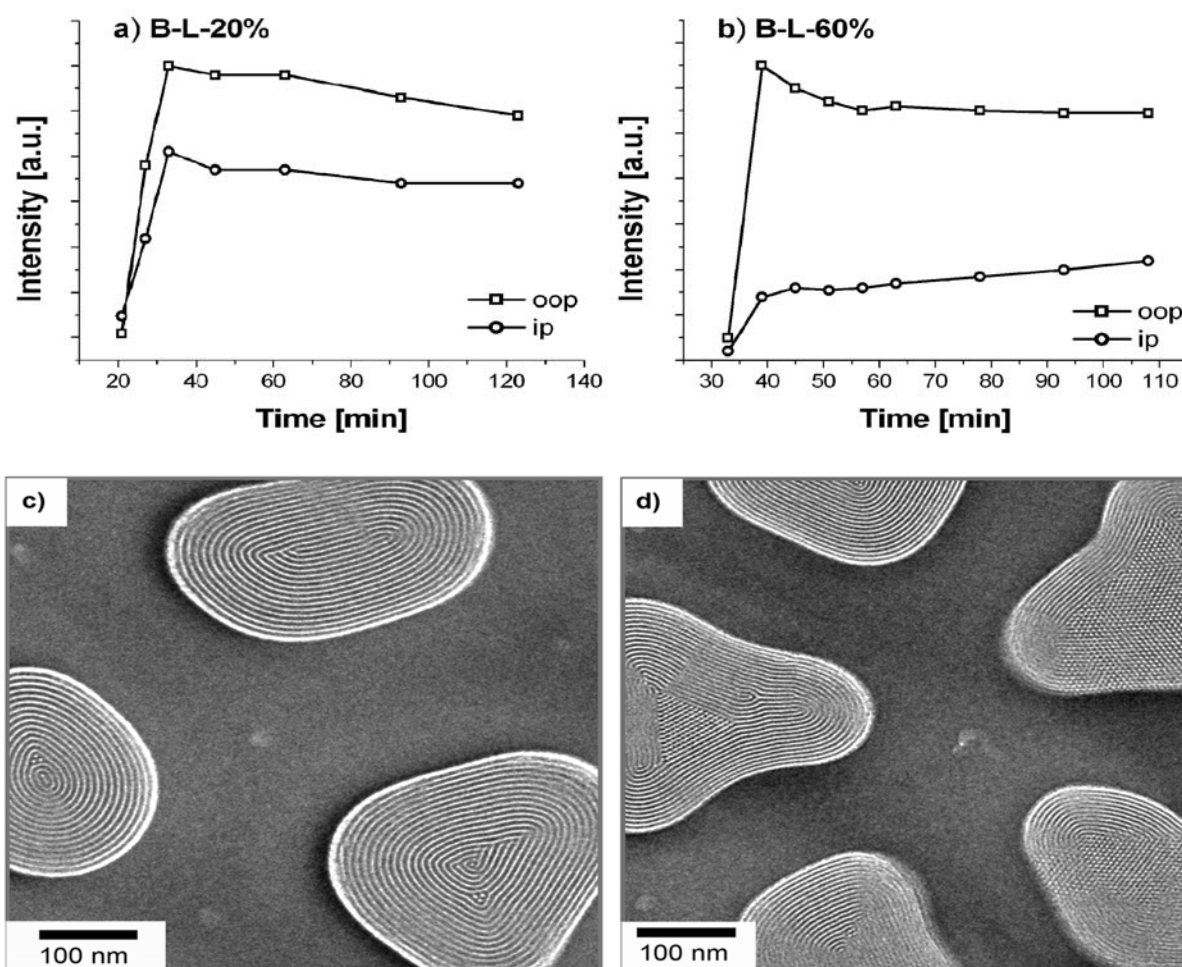 a) B-L-20%
Intensity [a.u.]
oop
ip
20 40 60 80 100 120 140
Time [min]
b) B-L-60%
Intensity [a.u.]
oop
ip
30 40 50 60 70 80 90 100 110
Time [min]
c)
100 nm
d)
100 nm